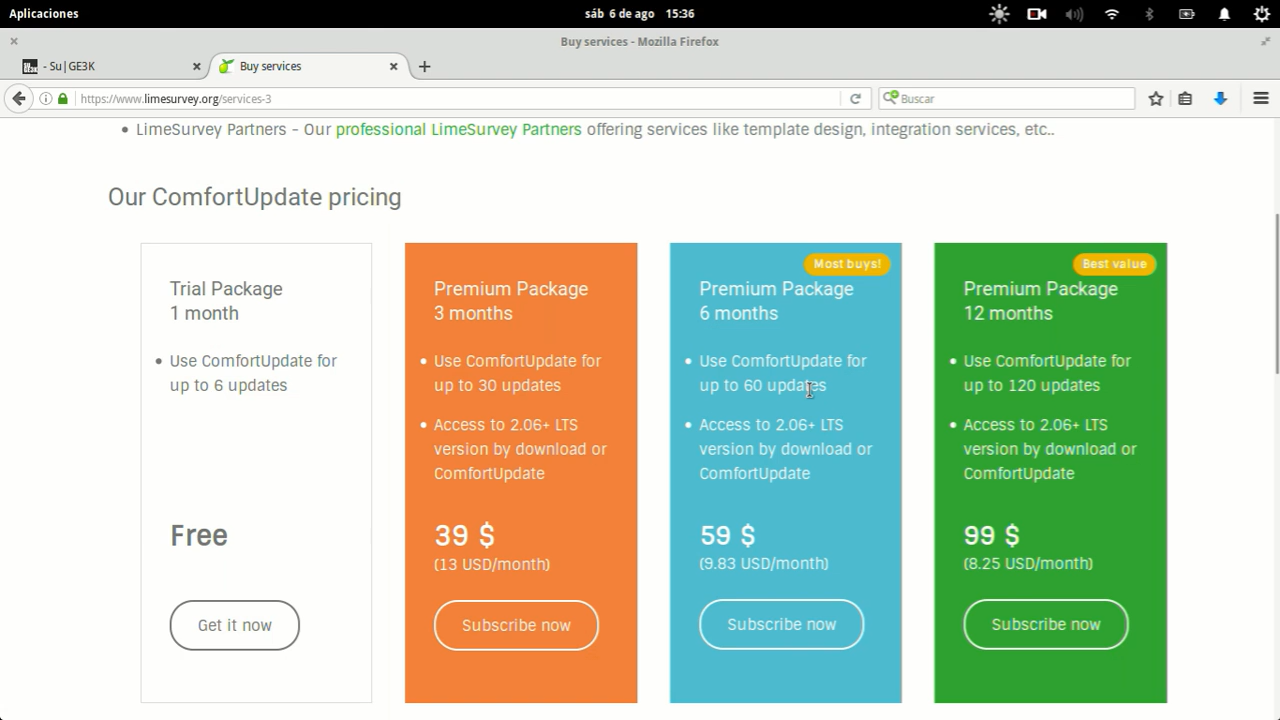 Aplicaciones
sáb 6 de ago 15:36
Buy services - Mozilla Firefox
- Su|GE3K
Buy services
https://www.limesurvey.org/services-3
Buscar
LimeSurvey Partners - Our professional LimeSurvey Partners offering services like template design, integration services, etc..
Our ComfortUpdate pricing
Trial Package
1 month
Use ComfortUpdate for
up to 6 updates
Free
Get it now
Premium Package
3 months
Use ComfortUpdate for
up to 30 updates
Access to 2.06+ LTS
version by download or
ComfortUpdate
39 $
(13 USD/month)
Subscribe now
Most buys!
Premium Package
6 months
Use ComfortUpdate for
up to 60 updates
Access to 2.06+ LTS
version by download or
ComfortUpdate
59 $
(9.83 USD/month)
Subscribe now
Best value
Premium Package
12 months
Use ComfortUpdate for
up to 120 updates
Access to 2.06+ LTS
version by download or
ComfortUpdate
99 $
(8.25 USD/month)
Subscribe now